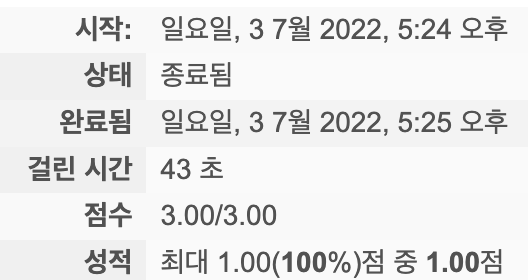 시작: 일요일, 3 7월 2022, 5:24 오후
상태 종료됨
완료됨 일요일, 3 7월 2022, 5:25 오후
걸린 시간 43 초
점수 3.00/3.00
성적 최대 1.00(100%)점 중 1.00점